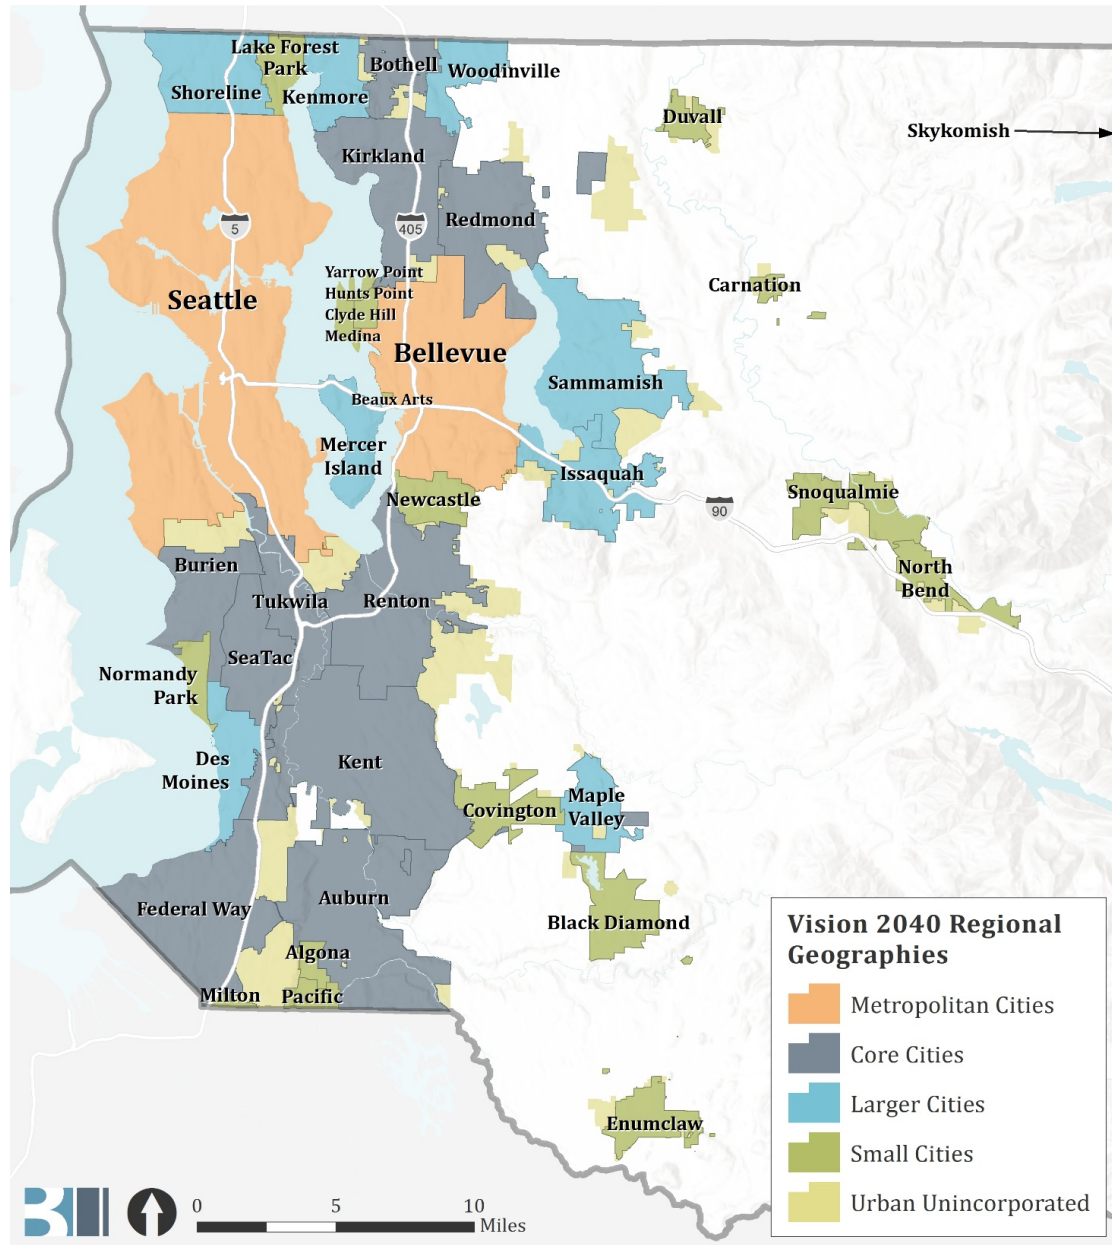 Lake Forest
Park
Bothell
Woodinville
Shoreline
Kenmore
Duvall
Skykomish
Kirkland
Redmond
5
405
Yarrow Point
Hunts Point
Clyde Hill
Medina
Carnation
Seattle
Bellevue
Sammamish
Beaux Arts
Mercer
Island
Issaquah
Newcastle
Snoqualmie
90
Burien
North
Bend
Tukwila
Renton
SeaTac
Normandy
Park
Des
Moines
Kent
Covington
Maple
Valley
Federal Way
Auburn
Black Diamond
Algona
Milton
Pacific
Enumclaw
Vision 2040 Regional
Geographies
Metropolitan Cities
Core Cities
Larger Cities
Small Cities
Urban Unincorporated
0 5 10
Miles